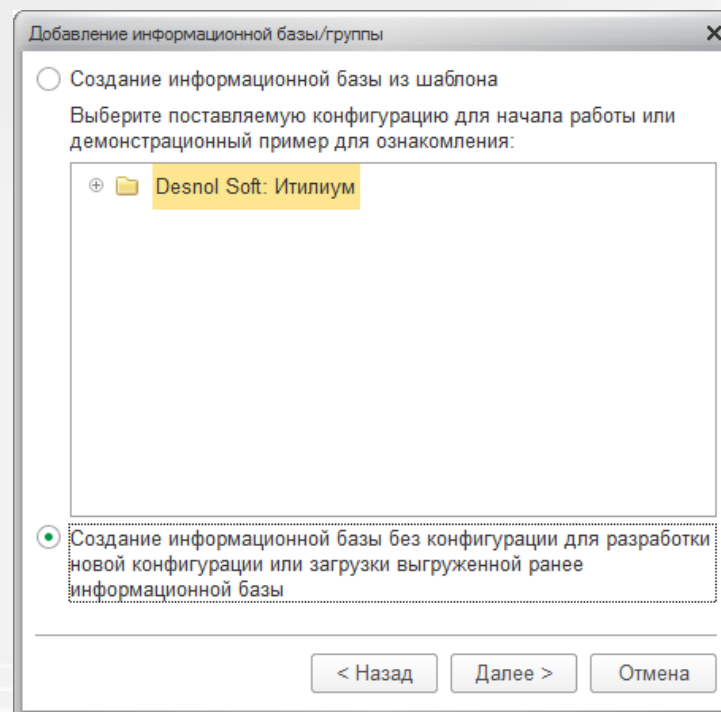 Добавление информационной базы/группы
Создание информационной базы из шаблона
Выберите поставляемую конфигурацию для начала работы или
демонстрационный пример для ознакомления:
Desnol Soft: Итилиум
Создание информационной базы без конфигурации для разработки
новой конфигурации или загрузки выгруженной ранее
информационной базы
< Назад
Далее >
Отмена